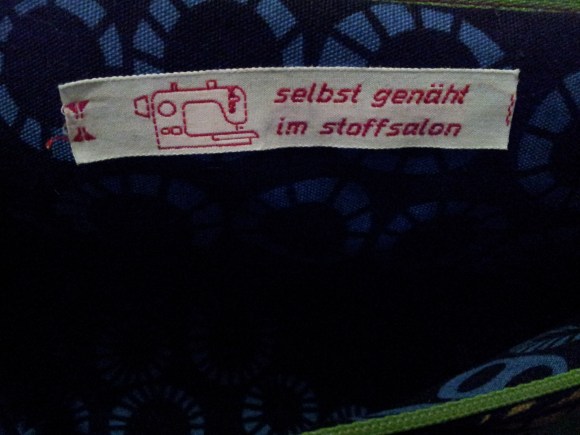 selbst genäht
im stoffsalon